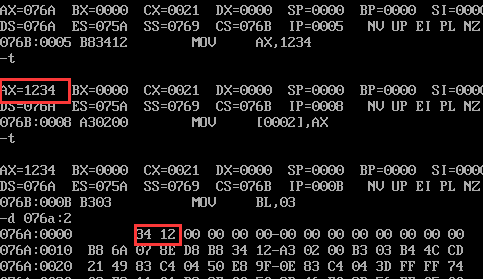 AX=076A BX=0000 CX=0021 DX=0000 SP=0000 BP=0000 SI=0000
DS=076A ES=075A SS=0769 CS=076B IP=0005 NV UP EI PL NZ
076B:0005 B83412 MOV AX,1234
-t
AX=1234 BX=0000 CX=0021 DX=0000 SP=0000 BP=0000 SI=0000
DS=076A ES=075A SS=0769 CS=076B IP=0008 NV UP EI PL NZ
076B:0008 A30200 MOV [0002],AX
-t
AX=1234 BX=0000 CX=0021 DX=0000 SP=0000 BP=0000 SI=0000
DS=076A ES=075A SS=0769 CS=076B IP=000B NV UP EI PL NZ
076B:000B B303 MOV BL,03
-d 076a:2
076A:0000 34 12 00 00 00 00-00 00 00 00 00 00 00 00
076A:0010 B8 6A 07 8E D8 B8 34 12-A3 02 00 B3 03 B4 4C CD
076A:0020 21 49 83 C4 04 50 E8 9F-0E 83 C4 04 3D FF FF 74